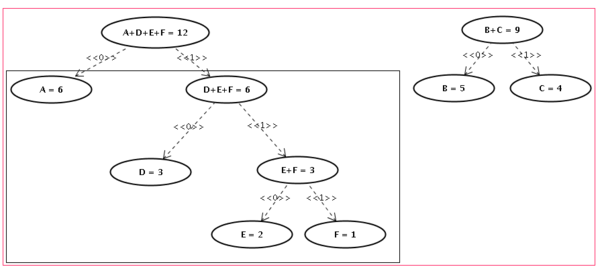 A+D+E+F = 12
B+C = 9
<<0>>
<<1>>
<<0>>
<<1>>
A = 6
D+E+F = 6
B = 5
C = 4
<<0>>
<<1>>
D = 3
E+F = 3
<<0>>
<<1>>
E = 2
F = 1